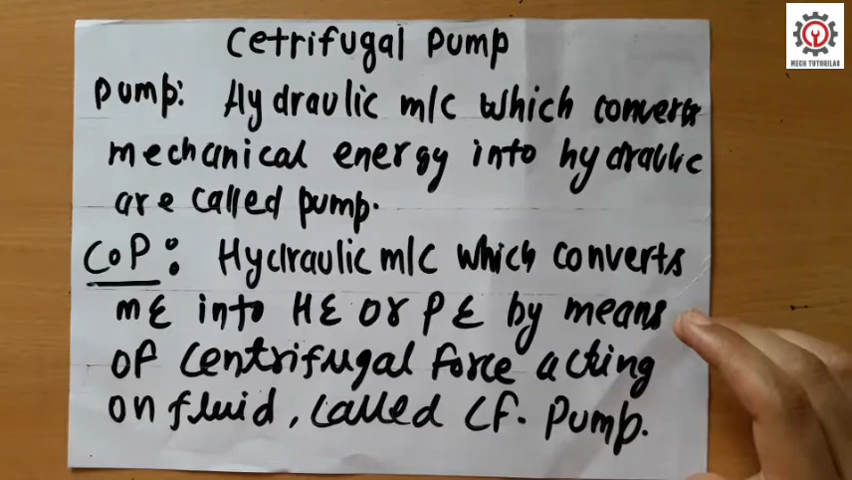 Cetrifugal Pump
Pump: Hydraulic m/c which converts
mechanical energy into hydraulic
are called pump.
CoP: Hydraulic m/c which converts
mE into HE or PE by means
of centrifugal force acting
on fluid, called CF. Pump.
MECH TUTORILAS